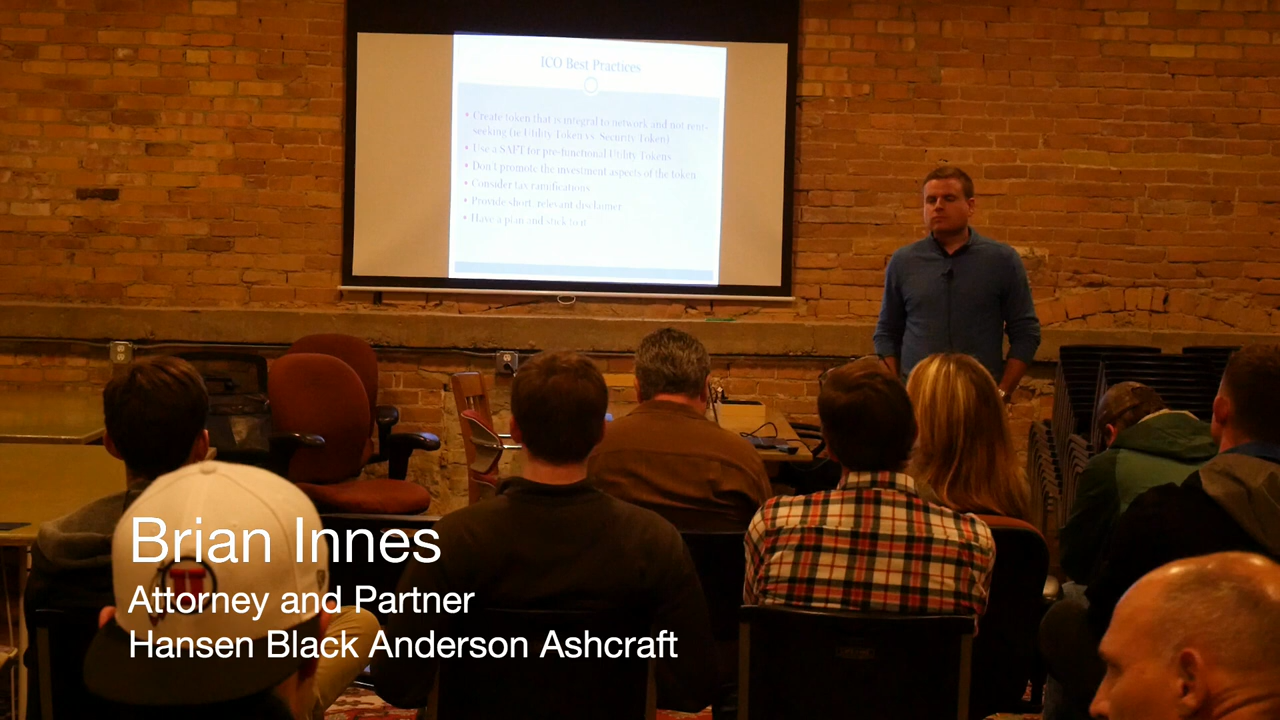 ICO Best Practices
Create token that is integral to network and not rent-
seeking (ie Utility Token vs. Security Token)
Use a SAFT for pre-functional Utility Tokens
Don't promote the investment aspects of the token
Consider tax ramifications
Provide short, relevant disclaimer
Have a plan and stick to it
U
Brian Innes
Attorney and Partner
Hansen Black Anderson Ashcraft